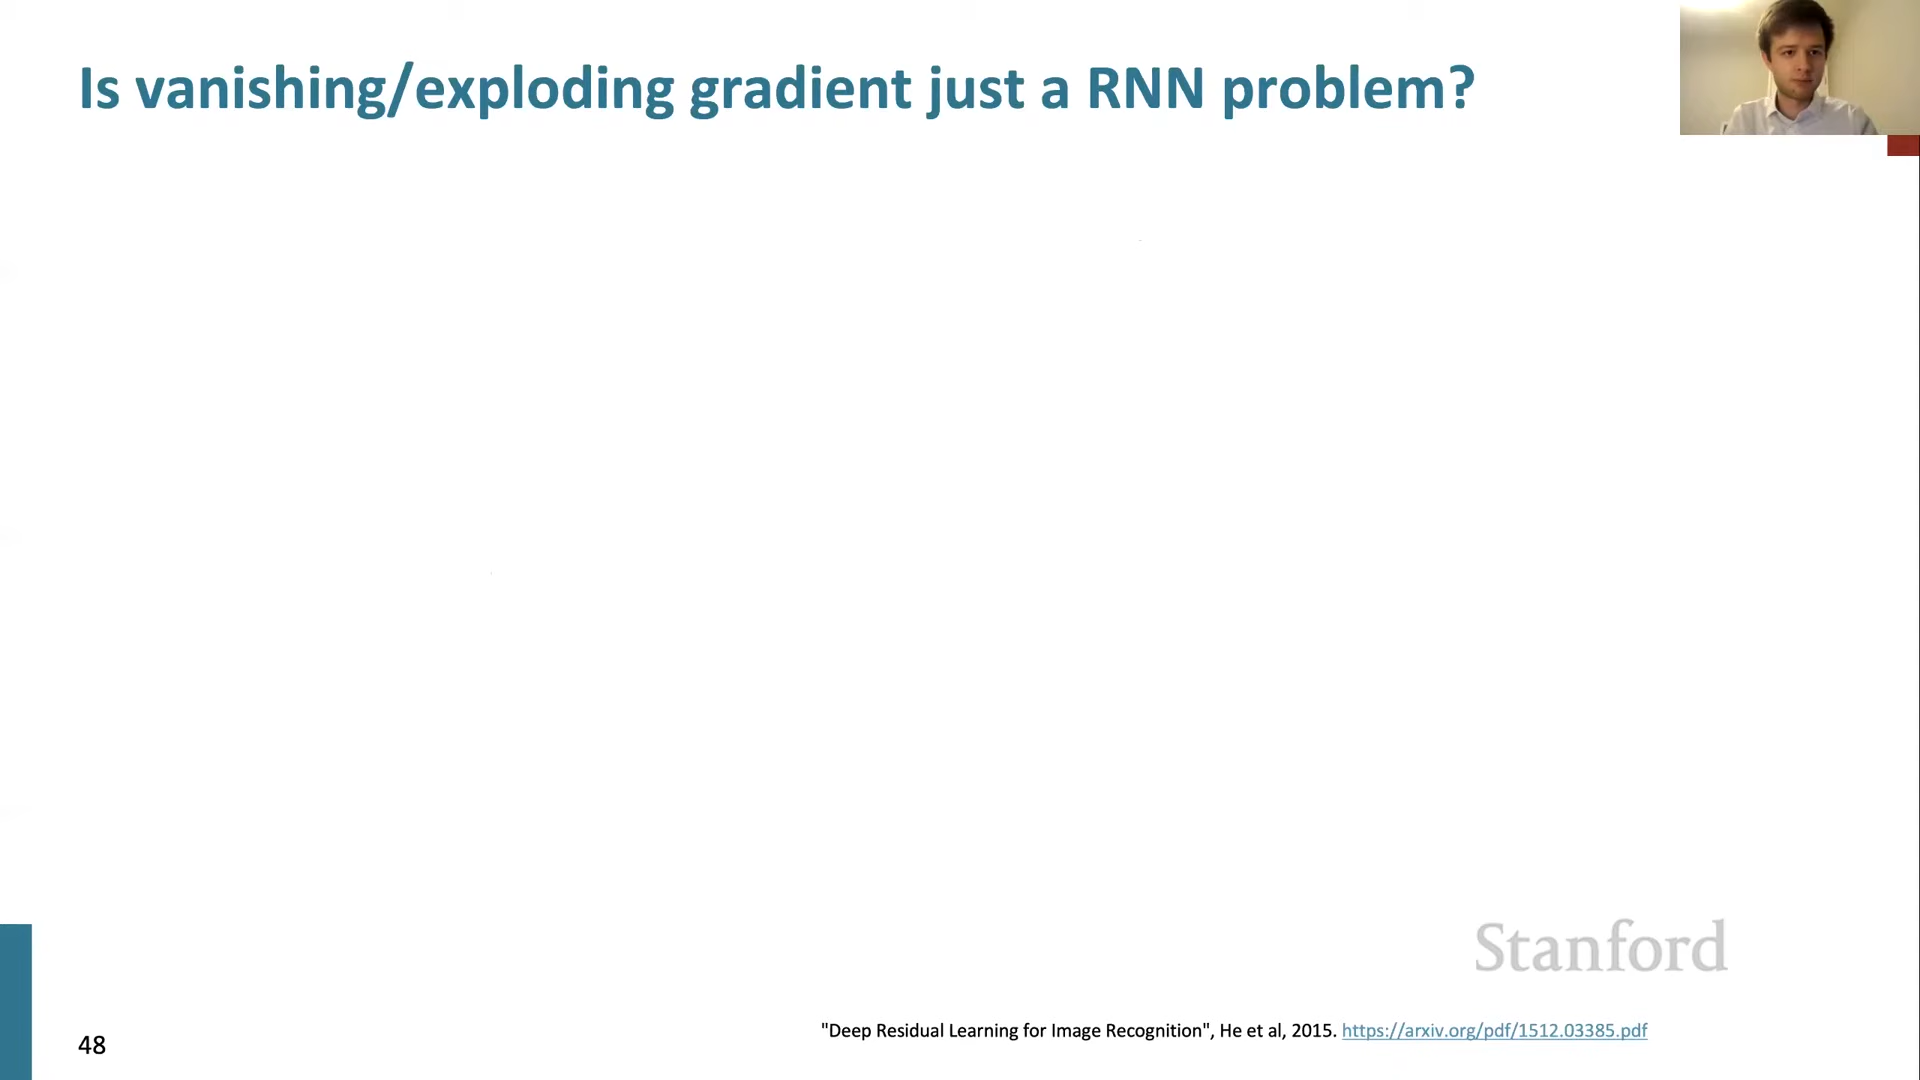 Is vanishing/exploding gradient just a RNN problem?
Stanford
"Deep Residual Learning for Image Recognition", He et al, 2015. https://arxiv.org/pdf/1512.03385.pdf
48